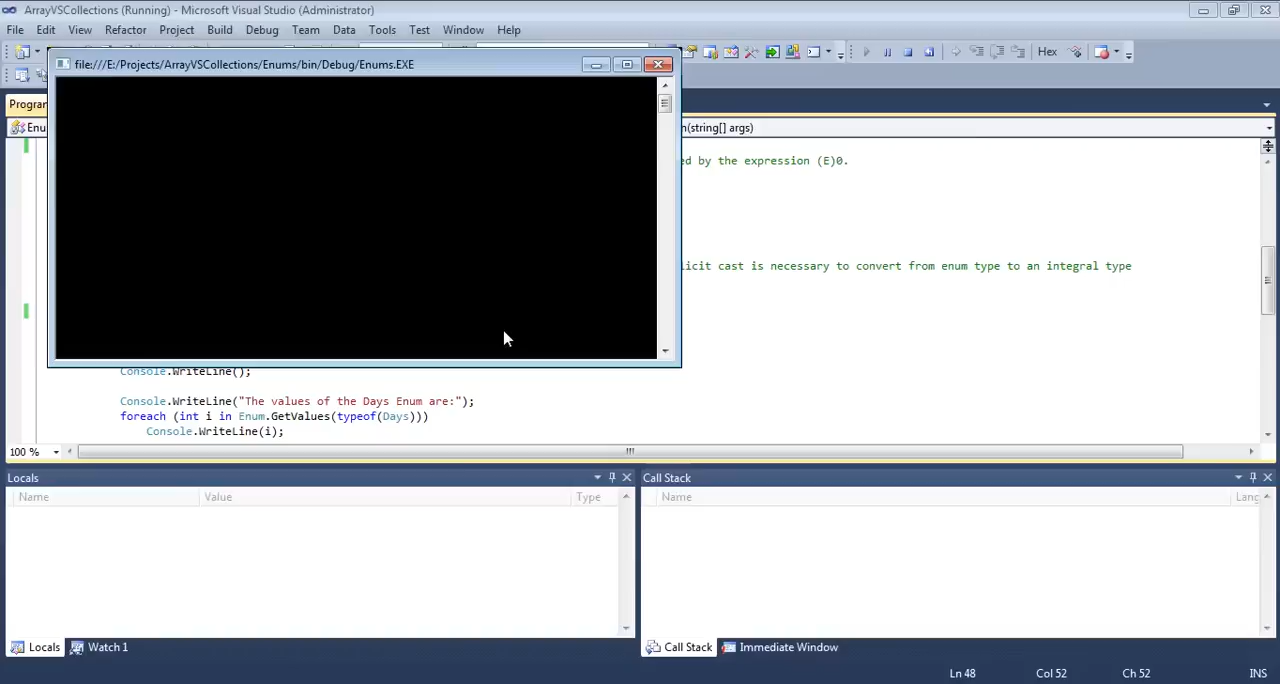 ArrayVSCollections (Running) - Microsoft Visual Studio (Administrator)
File Edit View Refactor Project Build Debug Team Data Tools Test Window Help
Hex
file:///E:/Projects/ArrayVSCollections/Enums/bin/Debug/Enums.EXE
Progran
Enu
n(string[] args)
ed by the expression (E)0.
licit cast is necessary to convert from enum type to an integral type
Console.WriteLine();
Console.WriteLine("The values of the Days Enum are:");
foreach (int i in Enum.GetValues(typeof(Days)))
Console.WriteLine(i);
100 %
Locals
Name Value Type
Call Stack
Name Lang
Locals Watch 1
Call Stack Immediate Window
Ln 48 Col 52 Ch 52 INS